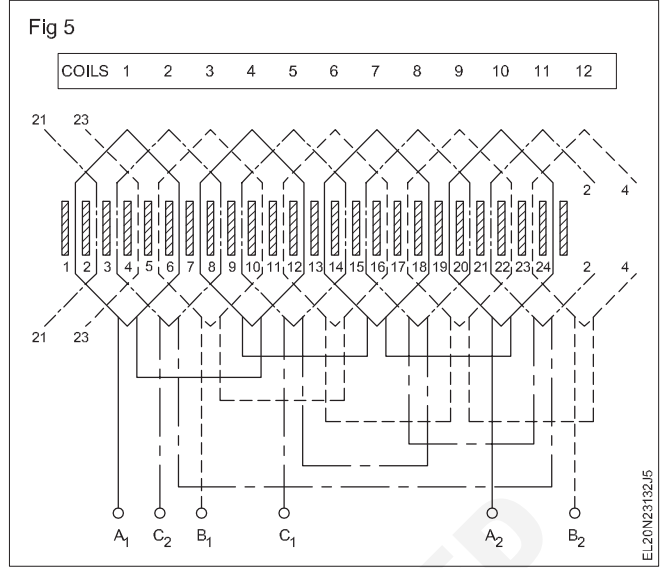 Fig 5
COILS 1 2 3 4 5 6 7 8 9 10 11 12
21 23
2 4
1 2 3 4 5 6 7 8 9 10 11 12 13 14 15 16 17 18 19 20 21 22 23 24 2 4
21 23
A1 C2 B1 C1 A2 B2
EL20N23132J5